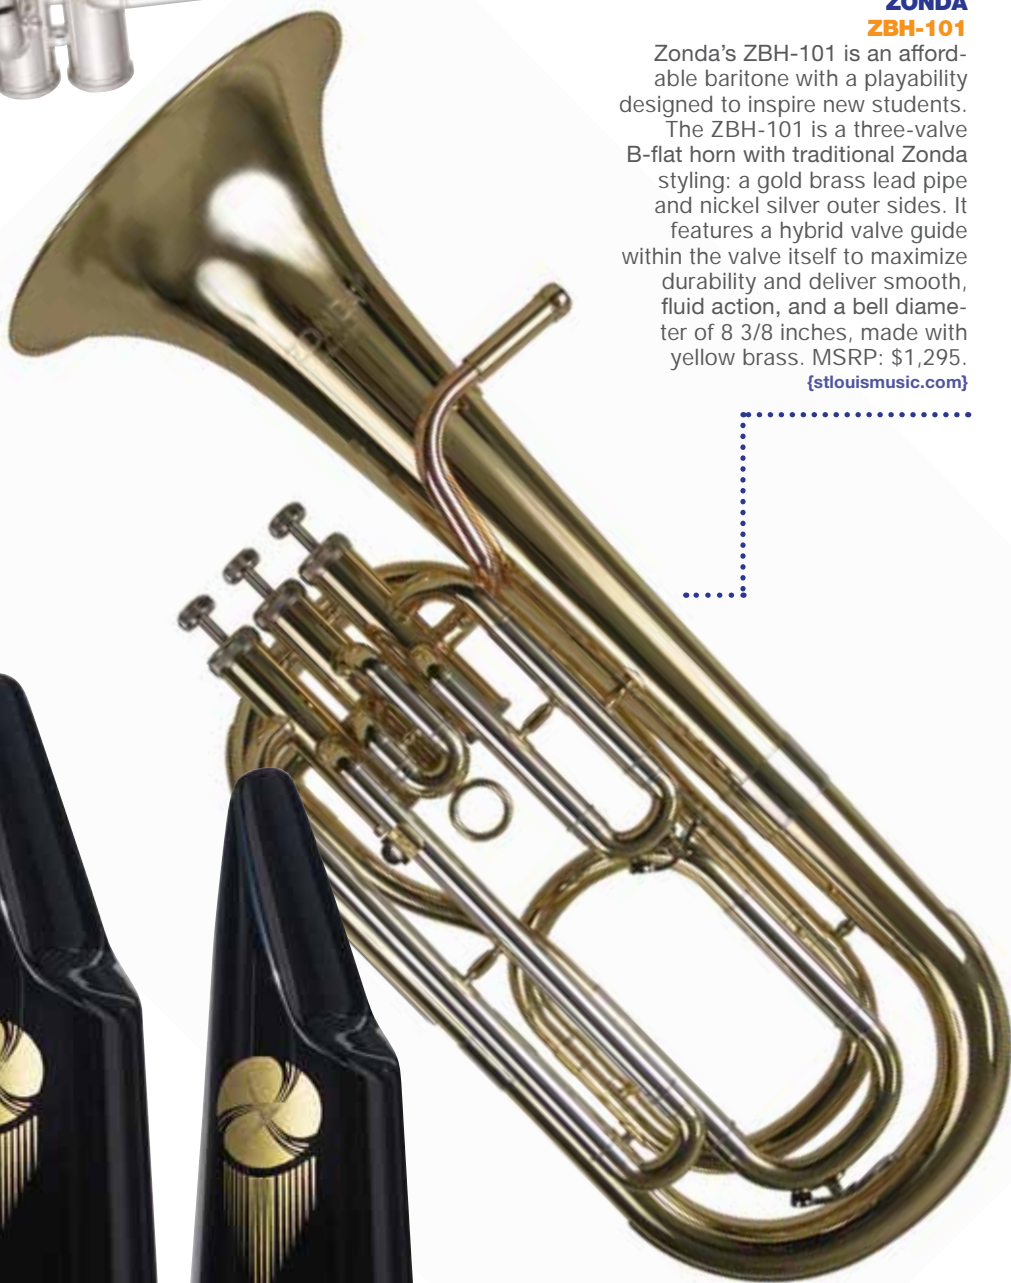 ZONDA
ZBH-101
Zonda's ZBH-101 is an afford-
able baritone with a playability
designed to inspire new students.
The ZBH-101 is a three-valve
B-flat horn with traditional Zonda
styling: a gold brass lead pipe
and nickel silver outer sides. It
features a hybrid valve guide
within the valve itself to maximize
durability and deliver smooth,
fluid action, and a bell diame-
ter of 8 3/8 inches, made with
yellow brass. MSRP: $1,295.
{stlouismusic.com}